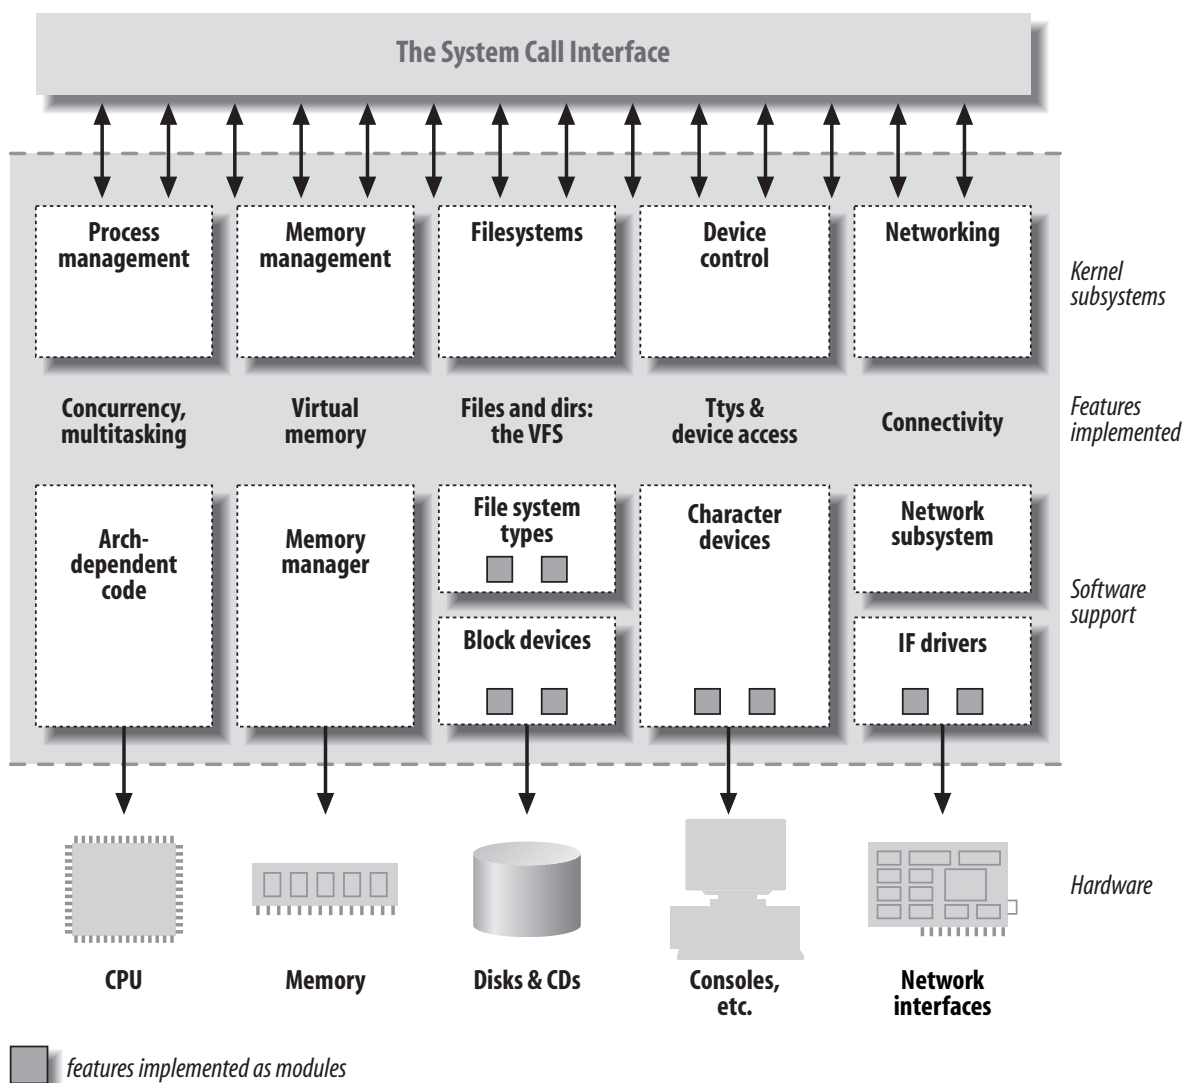 The System Call Interface
Process
management
Memory
management
Filesystems
Device
control
Networking
Kernel
subsystems
Concurrency,
multitasking
Virtual
memory
Files and dirs:
the VFS
Ttys &
device access
Connectivity
Features
implemented
Arch-
dependent
code
Memory
manager
File system
types
Block devices
Character
devices
Network
subsystem
IF drivers
Software
support
CPU
Memory
Disks & CDs
Consoles,
etc.
Network
interfaces
Hardware
features implemented as modules